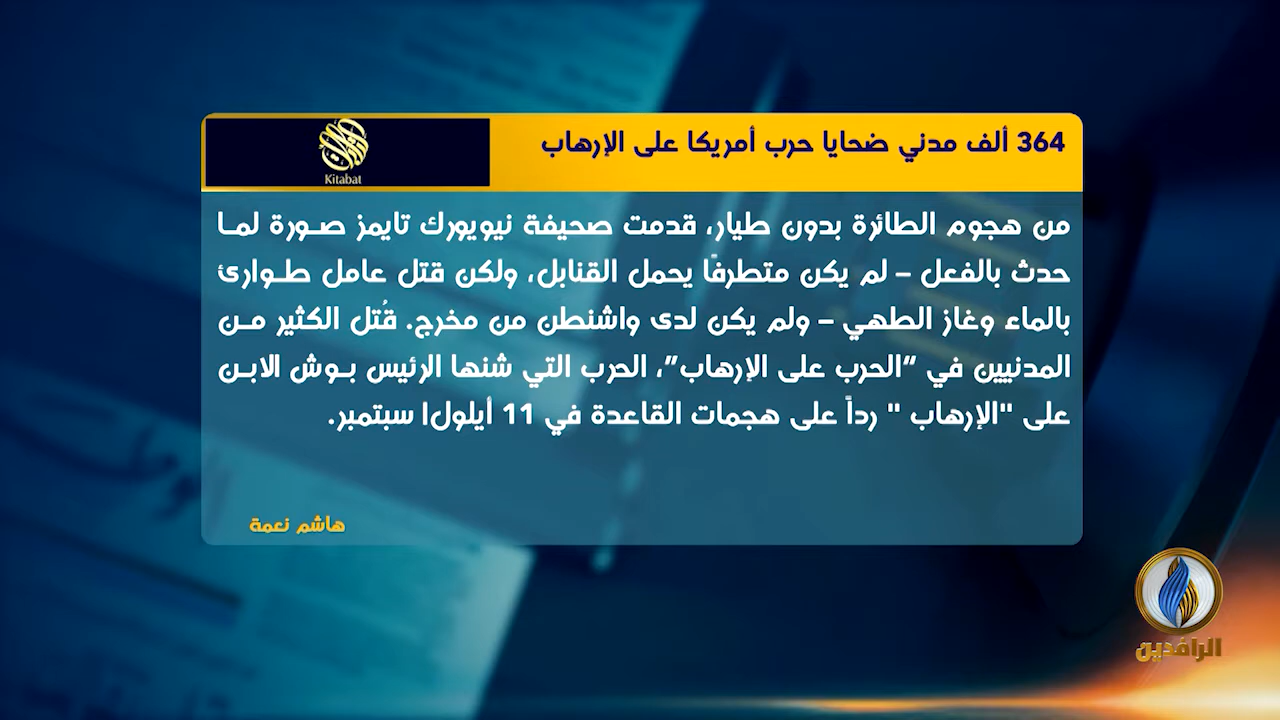 364 ألف مدني ضحايا حرب أمريكا على الإرهاب
Kitabat
من هجوم الطائرة بدون طيار، قدمت صحيفة نيويورك تايمز صورة لما
حدث بالفعل – لم يكن متطرفًا يحمل القنابل، ولكن قتل عامل طوارئ
بالماء وغاز الطهي – ولم يكن لدى واشنطن من مخرج. قُتل الكثير من
المدنيين في “الحرب على الإرهاب”، الحرب التي شنها الرئيس بوش الابن
على "الإرهاب " رداً على هجمات القاعدة في 11 أيلول\ سبتمبر.
هاشم نعمة
الرافدين